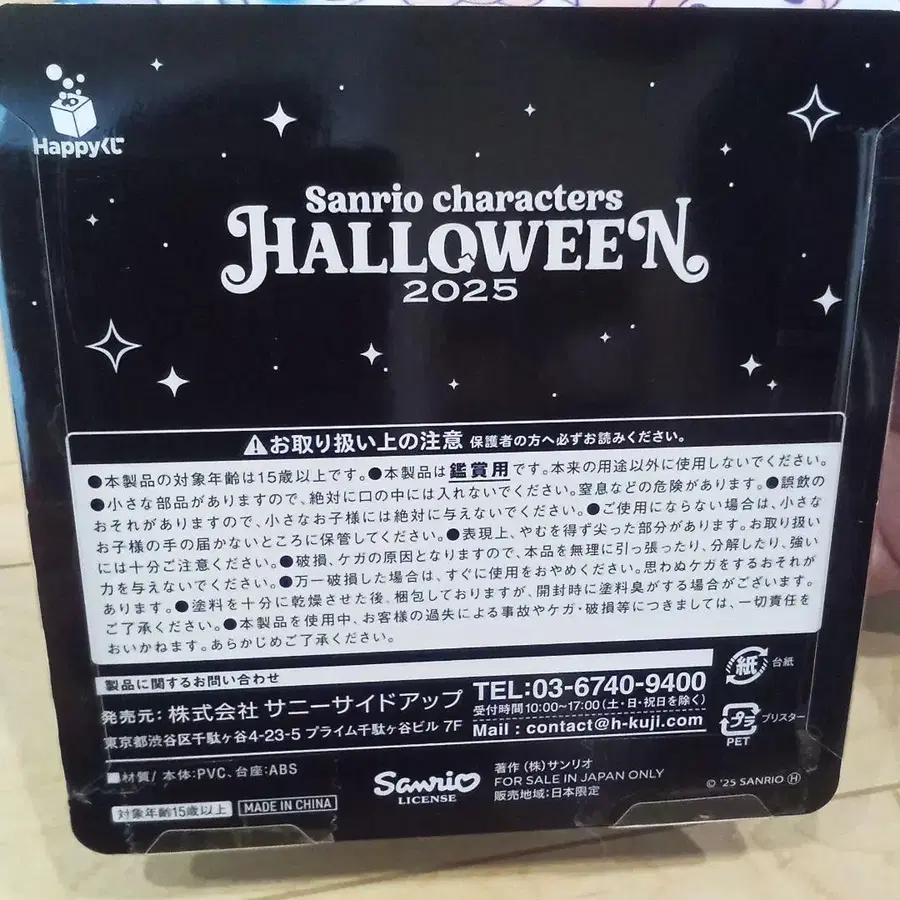 Happyくじ
Sanrio characters
HALLOWEEN
2025
お取り扱い上の注意 保護者の方へ必ずお読みください。
●本製品の対象年齢は15歳以上です。●本製品は鑑賞用です。本来の用途以外に使用しないでください。
●小さな部品がありますので、絶対に口の中には入れないでください。窒息などの危険があります。●誤飲の
おそれがありますので、小さなお子様には絶対に与えないでください。●ご使用にならない場合は、小さな
お子様の手の届かないところに保管してください。●表現上、やむを得ず尖った部分があります。お取り扱い
には十分ご注意ください。●破損、ケガの原因となりますので、本品を無理に引っ張ったり、分解したり、強い
力を与えないでください。●万一破損した場合は、すぐに使用をおやめください。思わぬケガをするおそれが
あります。●塗料を十分に乾燥させた後、梱包しておりますが、開封時に塗料臭がする場合がございます。
ご了承ください。●本製品を使用中、お客様の過失による事故やケガ・破損等につきましては、一切責任を
おいかねます。あらかじめご了承ください。
製品に関するお問い合わせ
発売元：株式会社 サニーサイドアップ
東京都渋谷区千駄ヶ谷4-23-5 プライム千駄ヶ谷ビル 7F
TEL:03-6740-9400
受付時間10:00~17:00(土・日・祝日を除く)
Mail : contact@h-kuji.com
紙 台紙
プラ ブリスター
PET
■材質/ 本体:PVC、台座:ABS
対象年齢15歳以上 MADE IN CHINA
Sanrio
LICENSE
著作 (株)サンリオ
FOR SALE IN JAPAN ONLY
販売地域:日本限定
© '25 SANRIO Ⓗ